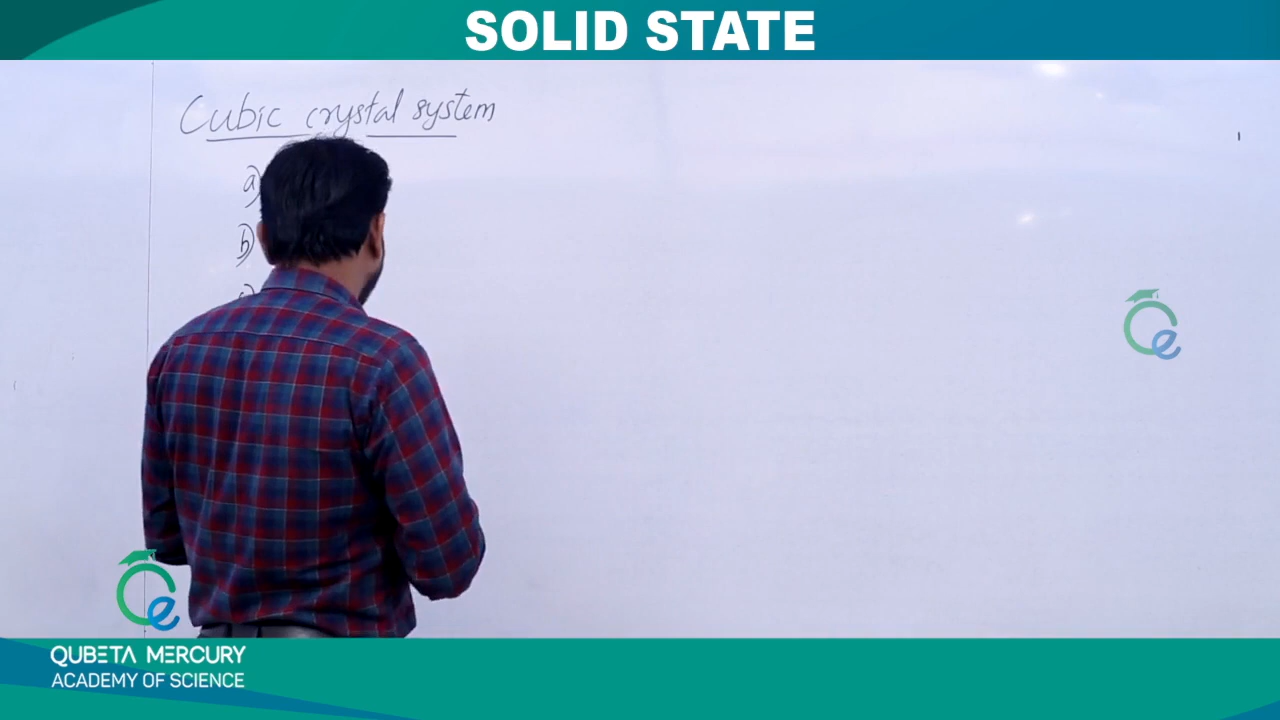 SOLID STATE
Cubic crystal system
a)
b)
c)
QUBETA MERCURY
ACADEMY OF SCIENCE